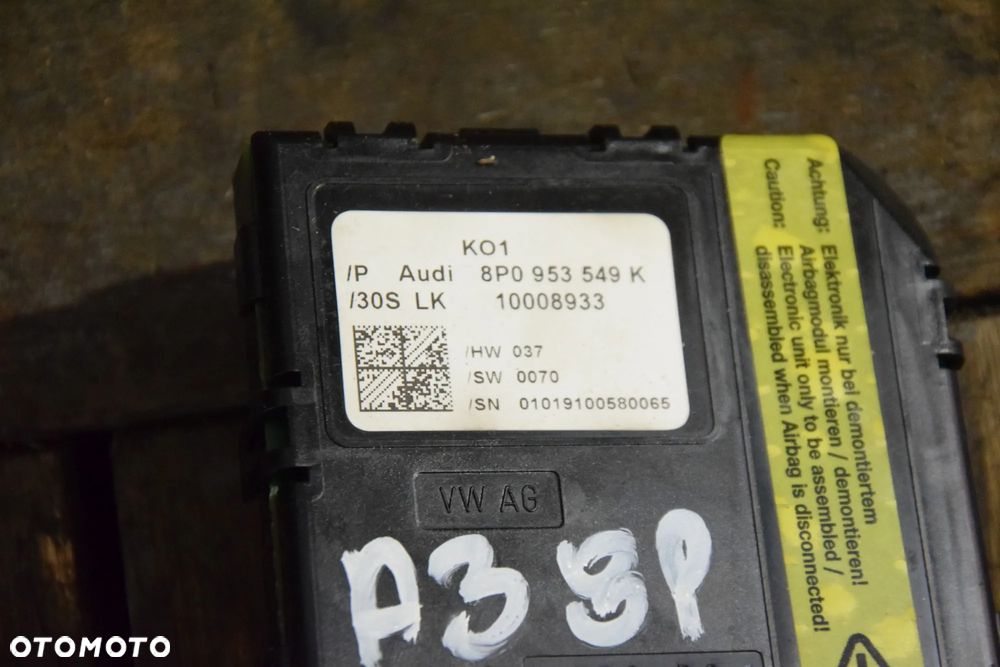 KO1
/P Audi 8P0 953 549 K
/30S LK 10008933
/HW 037
/SW 0070
/SN 01019100580065
VW AG
A3 8P
Achtung: Elektronik nur bei demontiertem
Airbagmodul montieren / demontieren!
Caution: Electronic unit only to be assembled /
disassembled when Airbag is disconnected!
OTOMOTO